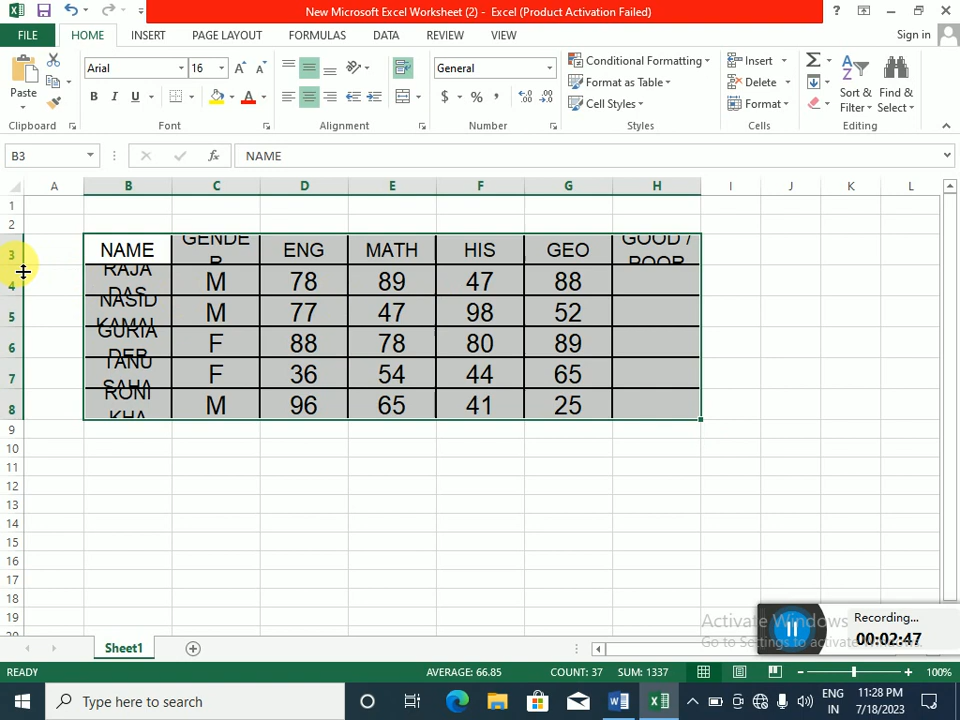 New Microsoft Excel Worksheet (2) - Excel (Product Activation Failed)
FILE HOME INSERT PAGE LAYOUT FORMULAS DATA REVIEW VIEW Sign in
Paste
Arial 16
General
Conditional Formatting
Format as Table
Cell Styles
Insert
Delete
Format
Sort & Filter
Find & Select
Clipboard Font Alignment Number Styles Cells Editing
B3 NAME
A B C D E F G H I J K L
1
2
3 NAME GENDER ENG MATH HIS GEO GOOD / POOR
4 RAJA DAS M 78 89 47 88
5 NASID KAMAL M 77 47 98 52
6 GURIA DEP F 88 78 80 89
7 TANU SAHA F 36 54 44 65
8 RONI KHA M 96 65 41 25
9
10
11
12
13
14
15
16
17
18
19
Activate Windows
Go to Settings to activate Windows.
Recording...
00:02:47
Sheet1
READY AVERAGE: 66.85 COUNT: 37 SUM: 1337 100%
Type here to search
ENG
IN
11:28 PM
7/18/2023